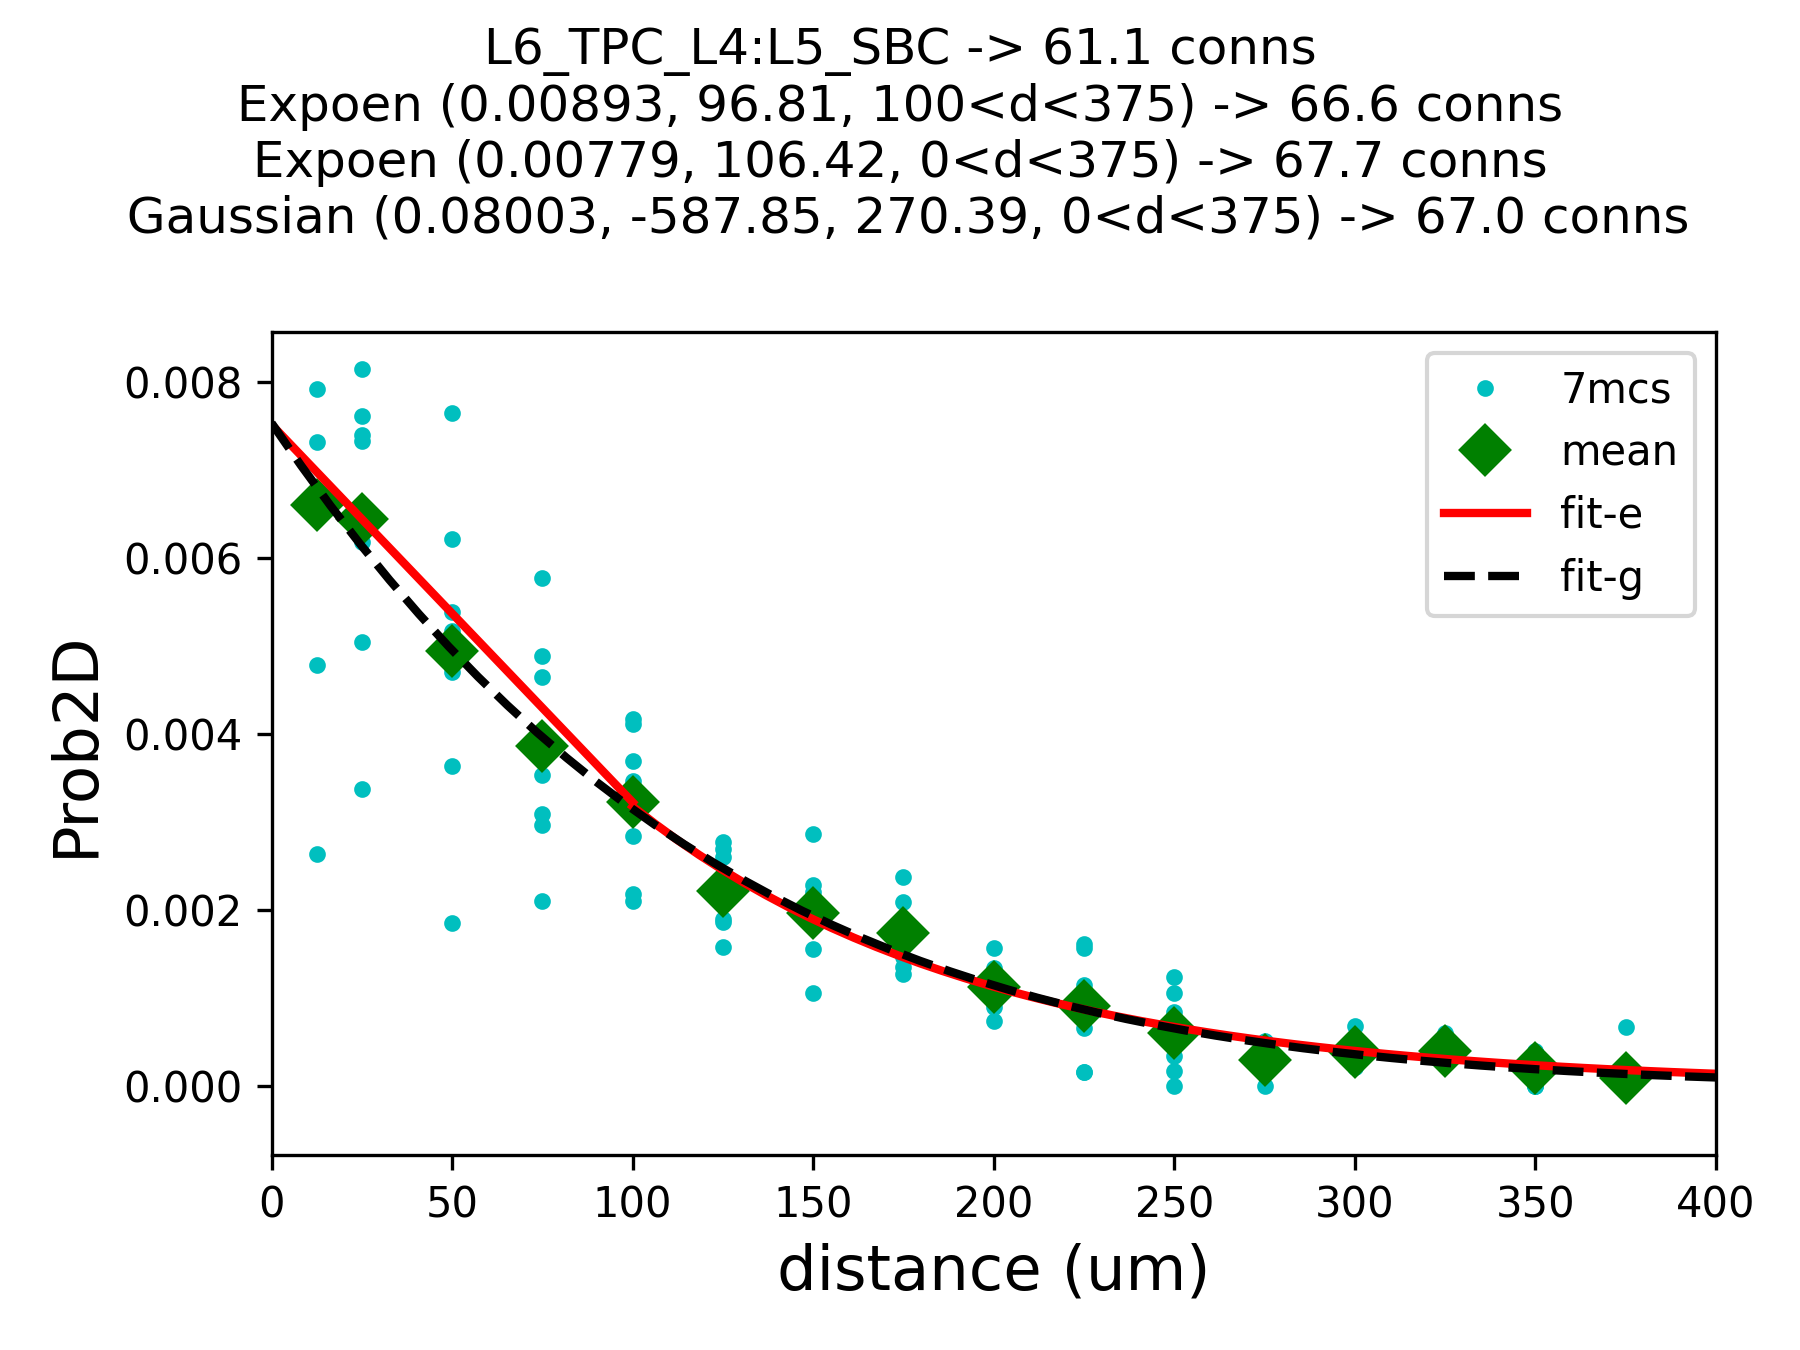 L6_TPC_L4:L5_SBC -> 61.1 conns
Expoen (0.00893, 96.81, 100<d<375) -> 66.6 conns
Expoen (0.00779, 106.42, 0<d<375) -> 67.7 conns
Gaussian (0.08003, -587.85, 270.39, 0<d<375) -> 67.0 conns
7mcs
mean
fit-e
fit-g
Prob2D
0.008
0.006
0.004
0.002
0.000
0 50 100 150 200 250 300 350 400
distance (um)